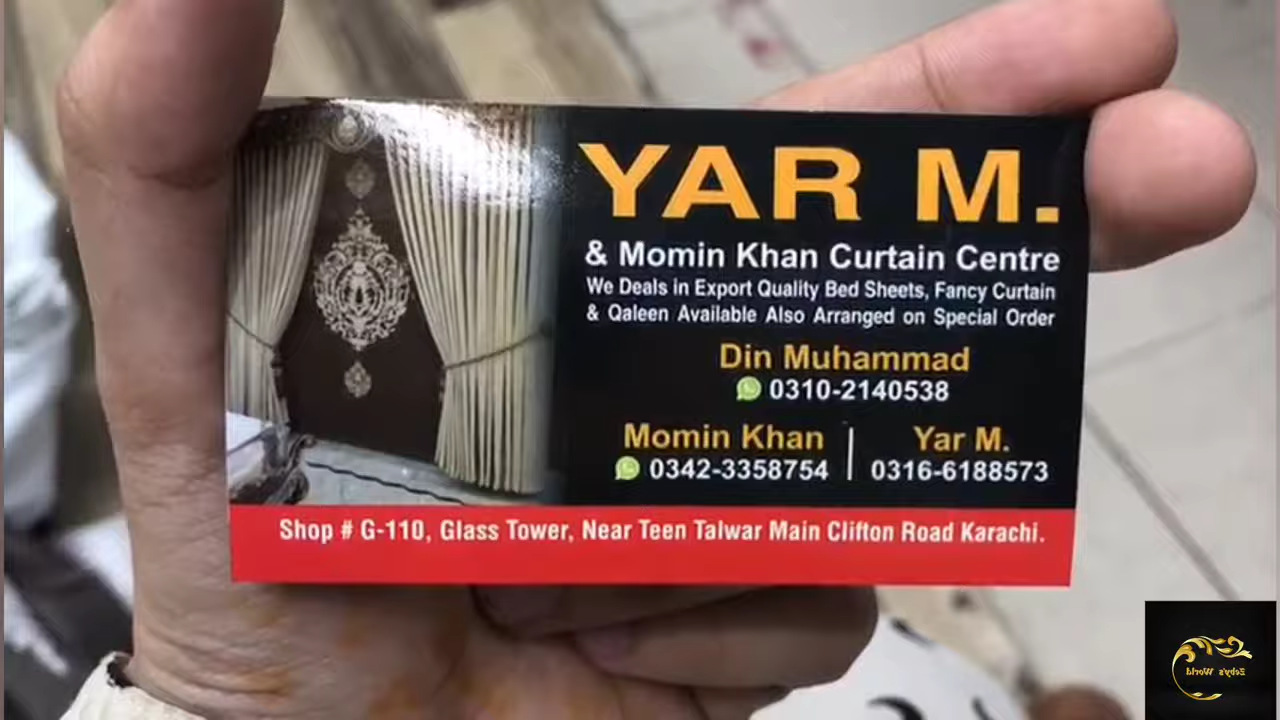 YAR M.
& Momin Khan Curtain Centre
We Deals in Export Quality Bed Sheets, Fancy Curtain
& Qaleen Available Also Arranged on Special Order
Din Muhammad
0310-2140538
Momin Khan
0342-3358754
Yar M.
0316-6188573
Shop # G-110, Glass Tower, Near Teen Talwar Main Clifton Road Karachi.
Zeby's World